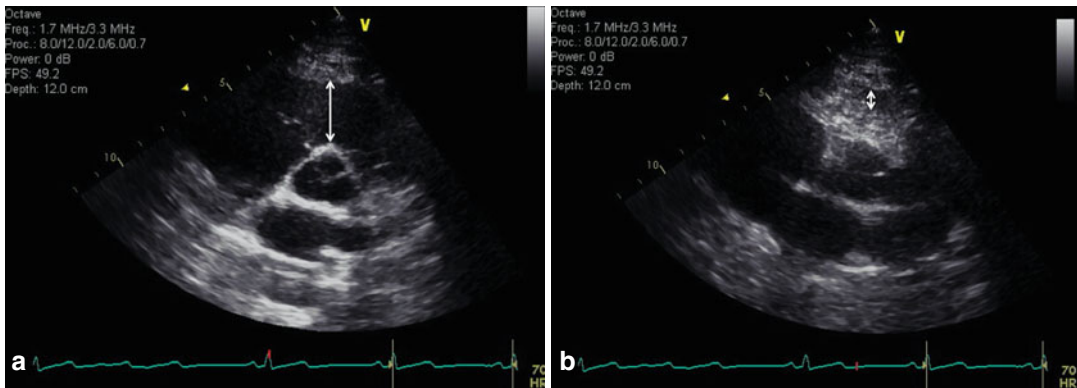 Octave
Freq.: 1.7 MHz/3.3 MHz
Proc.: 8.0/12.0/2.0/6.0/0.7
Power: 0 dB
FPS: 49.2
Depth: 12.0 cm
V
5
10
a
70
HR
Octave
Freq.: 1.7 MHz/3.3 MHz
Proc.: 8.0/12.0/2.0/6.0/0.7
Power: 0 dB
FPS: 49.2
Depth: 12.0 cm
V
5
10
b
70
HR